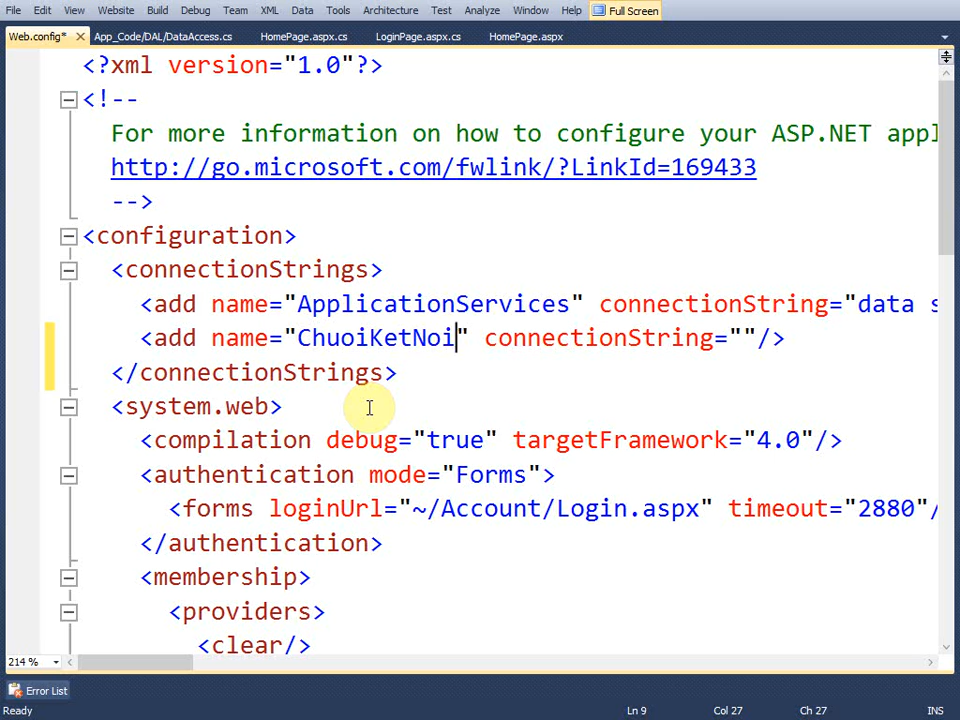 File Edit View Website Build Debug Team XML Data Tools Architecture Test Analyze Window Help Full Screen
Web.config* App_Code/DAL/DataAccess.cs HomePage.aspx.cs LoginPage.aspx.cs HomePage.aspx
<?xml version="1.0"?>
<!--
For more information on how to configure your ASP.NET appl
http://go.microsoft.com/fwlink/?LinkId=169433
-->
<configuration>
<connectionStrings>
<add name="ApplicationServices" connectionString="data s
<add name="ChuoiKetNoi" connectionString=""/>
</connectionStrings>
<system.web>
<compilation debug="true" targetFramework="4.0"/>
<authentication mode="Forms">
<forms loginUrl="~/Account/Login.aspx" timeout="2880"/
</authentication>
<membership>
<providers>
<clear/>
214 %
Error List
Ready Ln 9 Col 27 Ch 27 INS